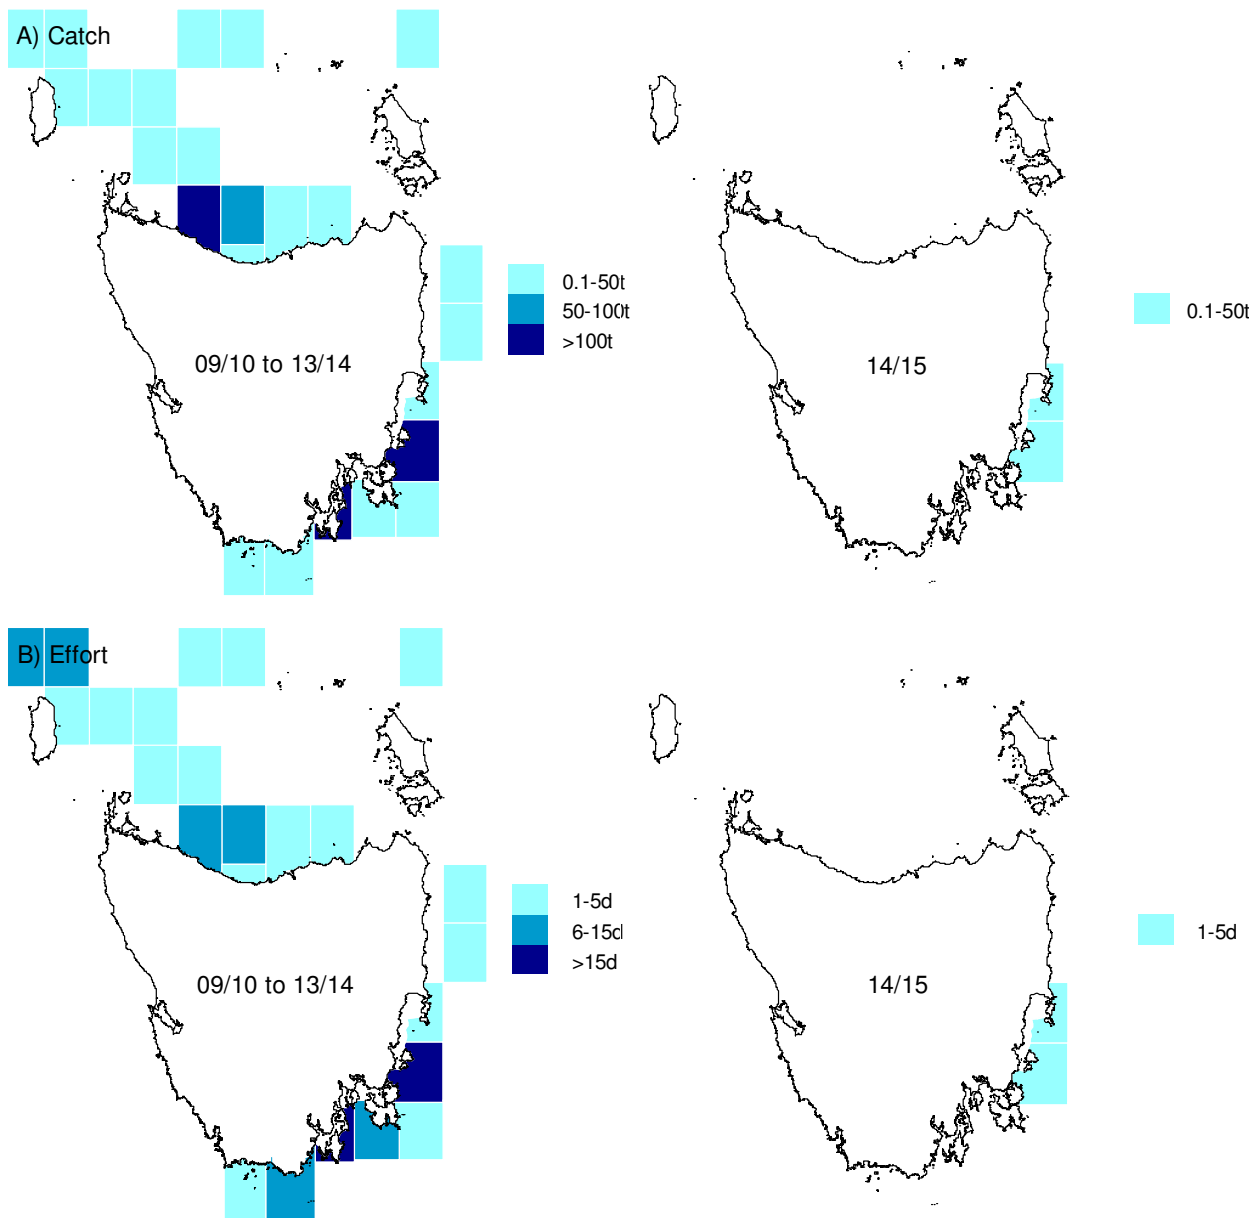 A) Catch
0.1-50t
50-100t
>100t
09/10 to 13/14
0.1-50t
14/15
B) Effort
1-5d
6-15d
>15d
09/10 to 13/14
1-5d
14/15